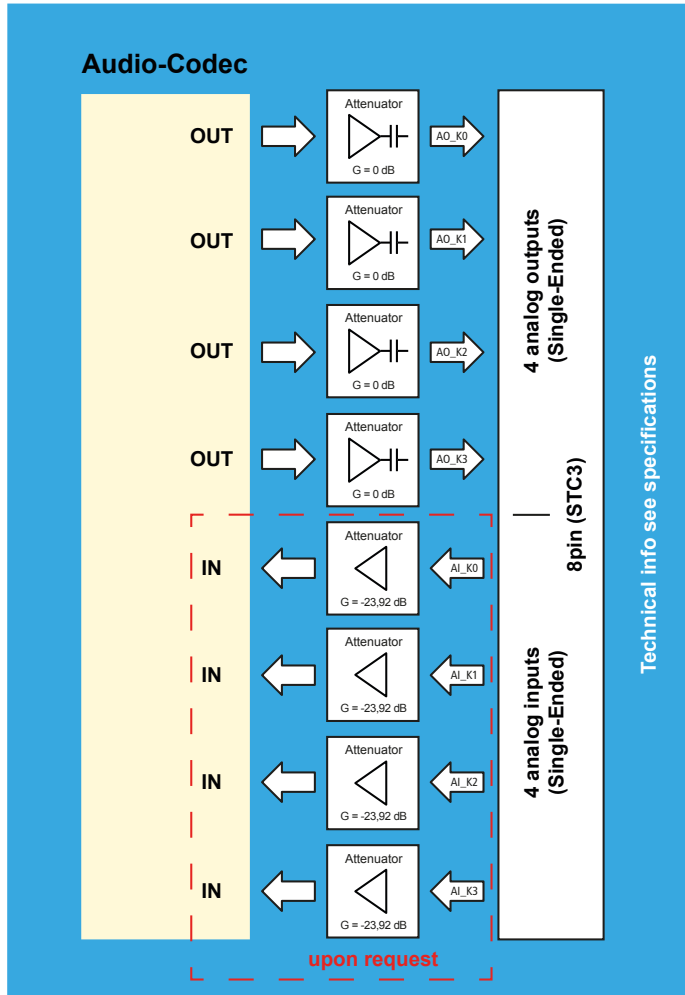 Audio-Codec
OUT
Attenuator
G = 0 dB
AO_K0
OUT
Attenuator
G = 0 dB
AO_K1
OUT
Attenuator
G = 0 dB
AO_K2
OUT
Attenuator
G = 0 dB
AO_K3
IN
Attenuator
G = -23,92 dB
AI_K0
IN
Attenuator
G = -23,92 dB
AI_K1
IN
Attenuator
G = -23,92 dB
AI_K2
IN
Attenuator
G = -23,92 dB
AI_K3
upon request
4 analog outputs
(Single-Ended)
4 analog inputs
(Single-Ended)
8pin (STC3)
Technical info see specifications